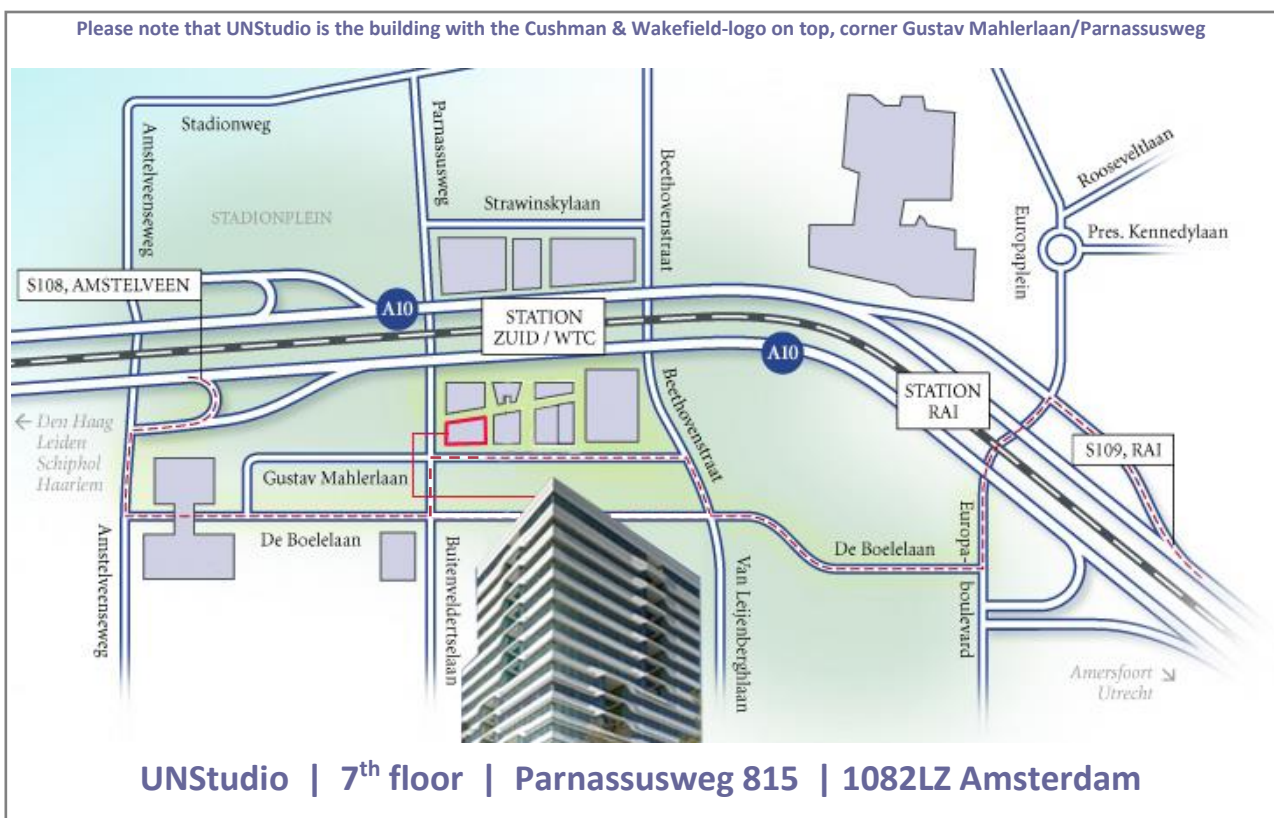 Please note that UNStudio is the building with the Cushman & Wakefield-logo on top, corner Gustav Mahlerlaan/Parnassusweg
Stadionweg
Amstelveenseweg
Parnassusweg
Beethovenstraat
Strawinskylaan
STADIONPLEIN
Rooseveltlaan
Europaplein
Pres. Kennedylaan
S108, AMSTELVEEN
A10
STATION
ZUID / WTC
A10
STATION
RAI
← Den Haag
Leiden
Schiphol
Haarlem
Beethovenstraat
S109, RAI
Gustav Mahlerlaan
De Boelelaan
De Boelelaan
Amstelveenseweg
Buitenveldertselaan
Van Leijenberghlaan
Europa-
boulevard
Amersfoort ↘
Utrecht
UNStudio | 7th floor | Parnassusweg 815 | 1082LZ Amsterdam